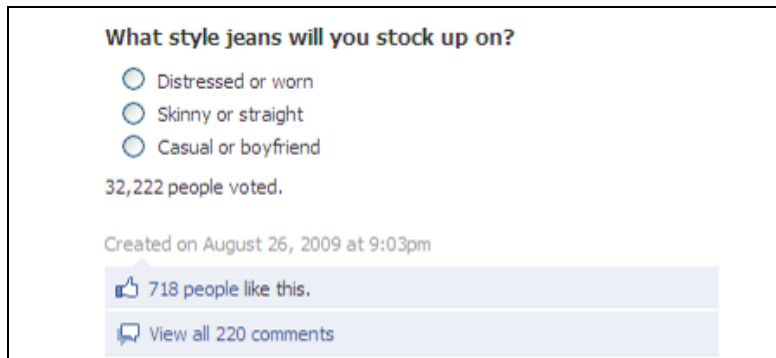 What style jeans will you stock up on?
Distressed or worn
Skinny or straight
Casual or boyfriend
32,222 people voted.
Created on August 26, 2009 at 9:03pm
718 people like this.
View all 220 comments